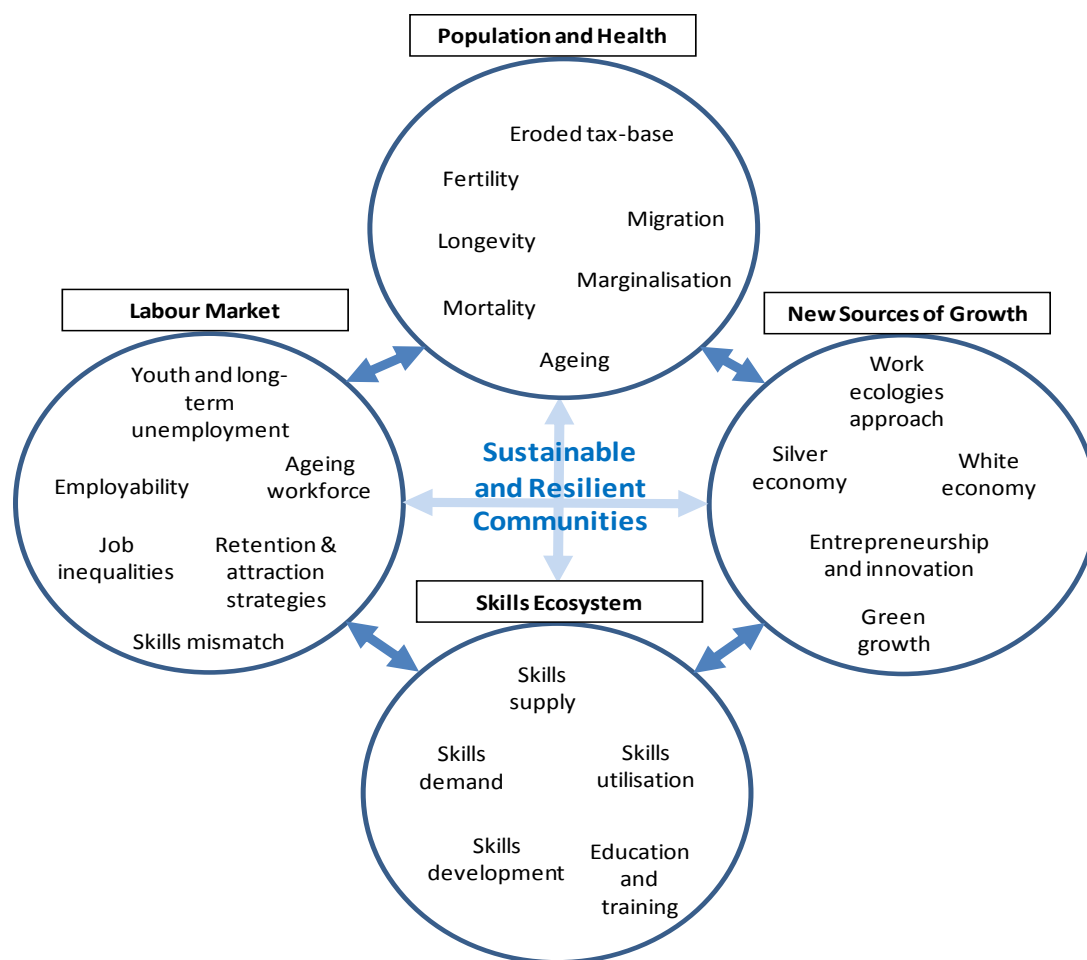 Population and Health
Eroded tax-base
Fertility
Migration
Longevity
Marginalisation
Mortality
Ageing
Labour Market
Youth and long-
term
unemployment
Ageing
workforce
Employability
Job
inequalities
Retention &
attraction
strategies
Skills mismatch
Sustainable
and Resilient
Communities
New Sources of Growth
Work
ecologies
approach
Silver
economy
White
economy
Entrepreneurship
and innovation
Green
growth
Skills Ecosystem
Skills
supply
Skills
demand
Skills
utilisation
Skills
development
Education
and
training